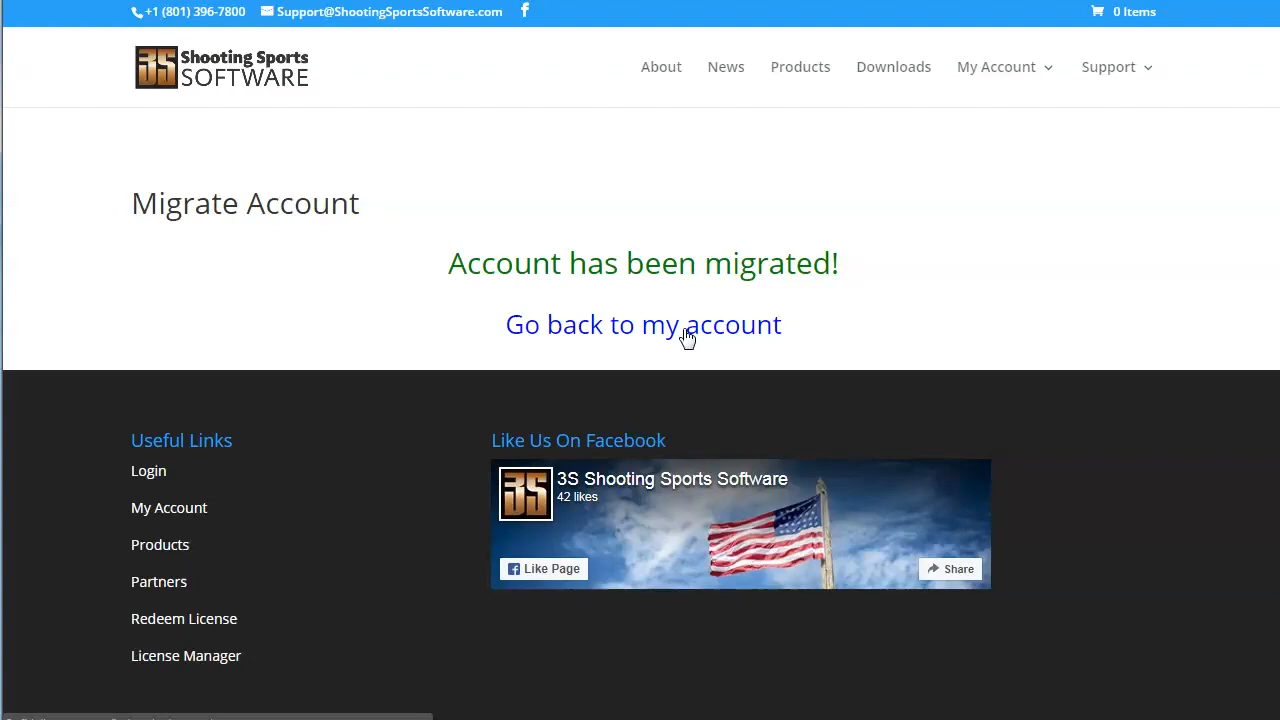 +1 (801) 396-7800 Support@ShootingSportsSoftware.com 0 Items
3S Shooting Sports
SOFTWARE
About News Products Downloads My Account Support
Migrate Account
Account has been migrated!
Go back to my account
Useful Links
Login
My Account
Products
Partners
Redeem License
License Manager
Like Us On Facebook
3S 3S Shooting Sports Software
42 likes
Like Page Share